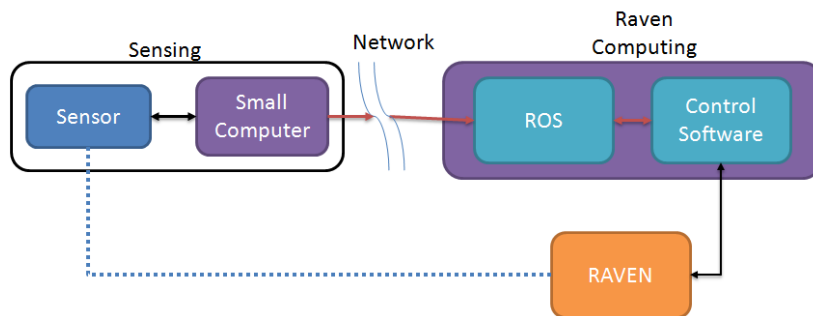 Sensing
Network
Raven
Computing
Sensor
Small
Computer
ROS
Control
Software
RAVEN